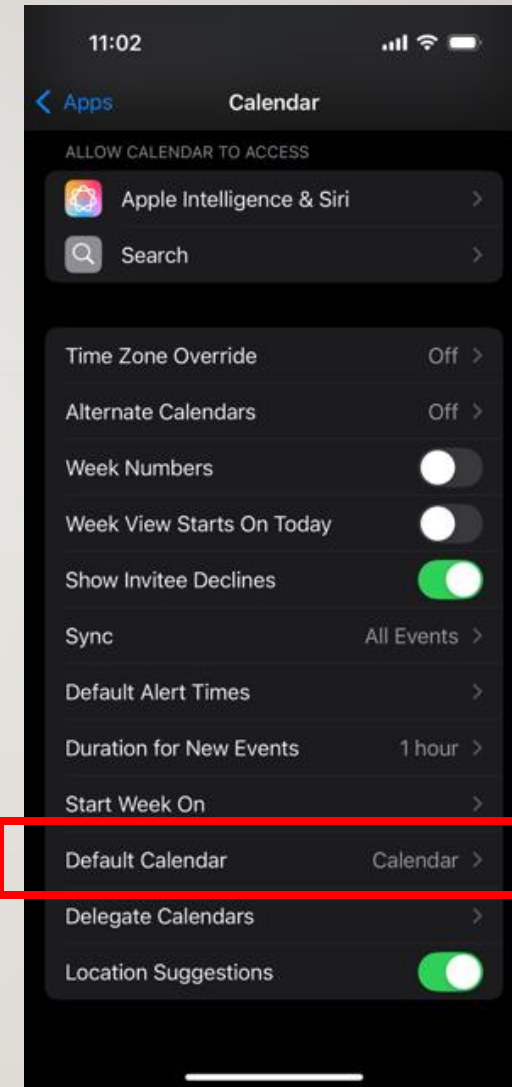 11:02
Apps Calendar
ALLOW CALENDAR TO ACCESS
Apple Intelligence & Siri
Search
Time Zone Override Off
Alternate Calendars Off
Week Numbers
Week View Starts On Today
Show Invitee Declines
Sync All Events
Default Alert Times
Duration for New Events 1 hour
Start Week On
Default Calendar Calendar
Delegate Calendars
Location Suggestions